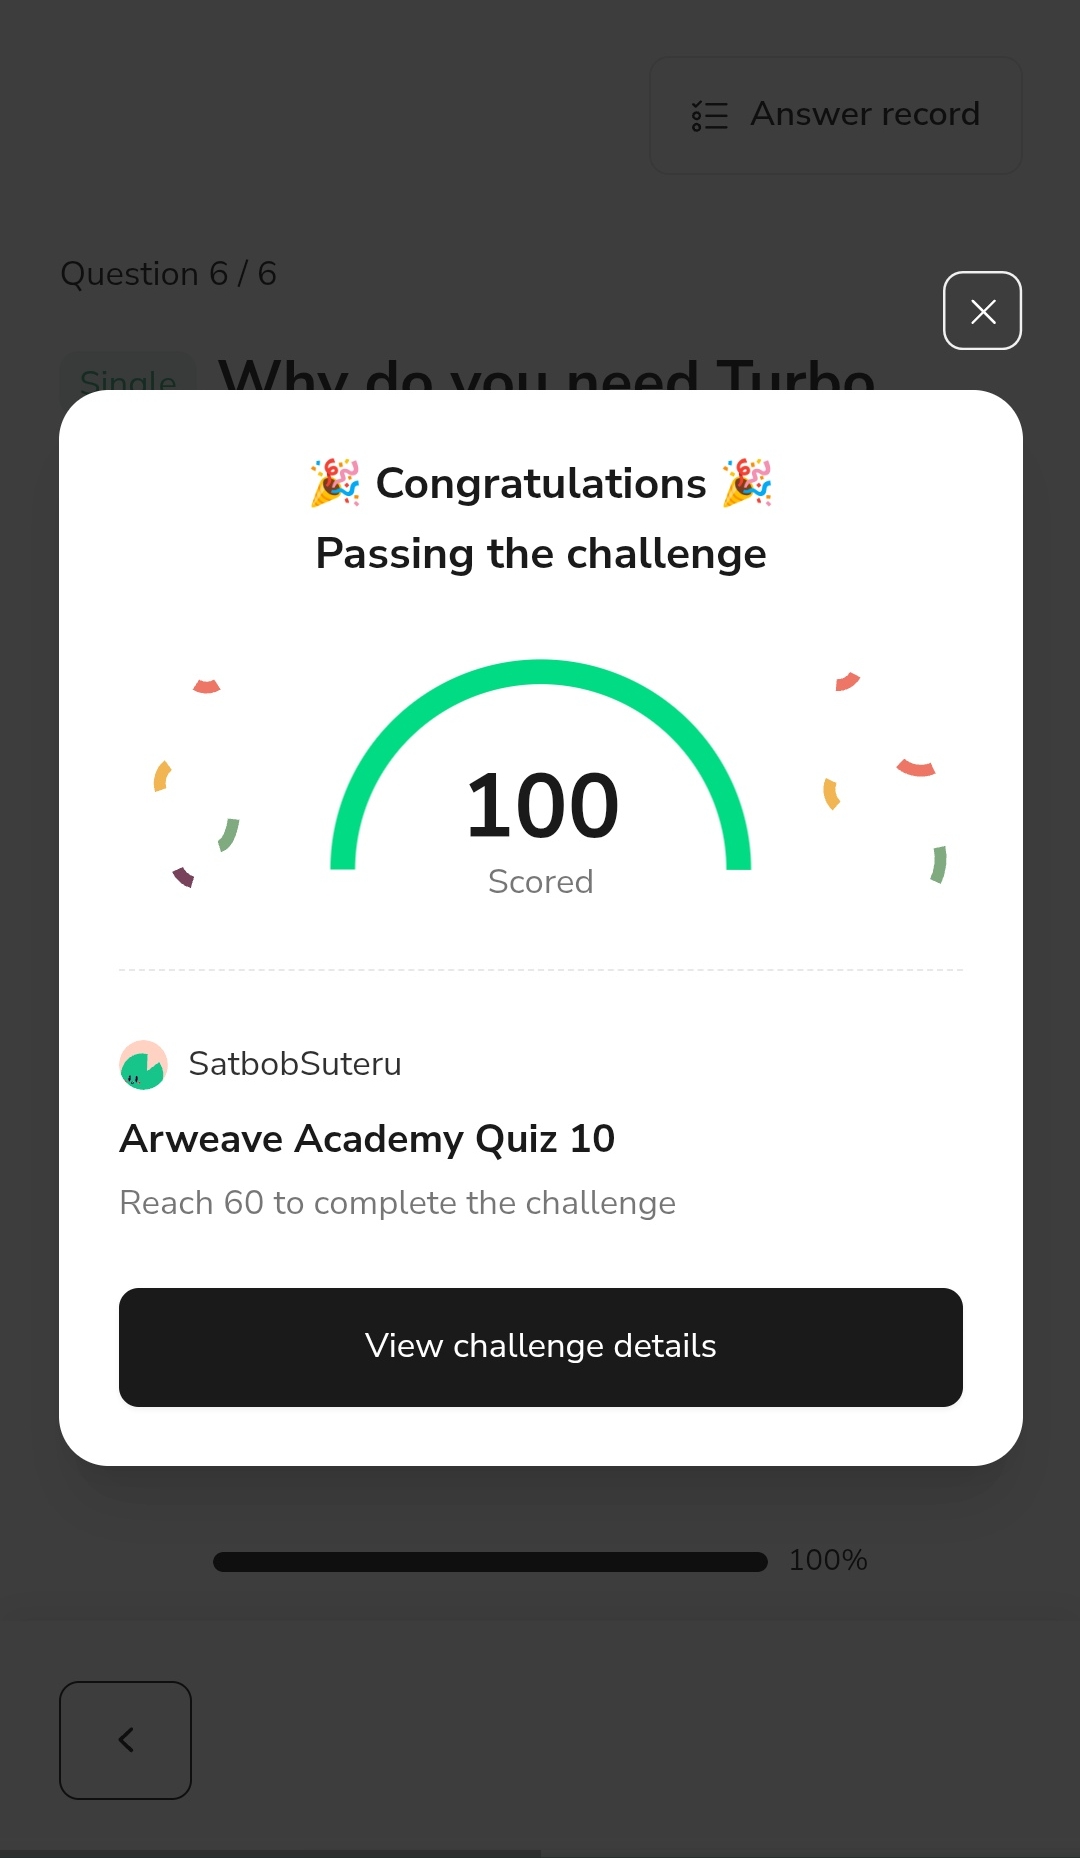 Answer record
Question 6 / 6
Single Why do you need Turbo
🎉 Congratulations 🎉
Passing the challenge
100
Scored
SatbobSuteru
Arweave Academy Quiz 10
Reach 60 to complete the challenge
View challenge details
100%